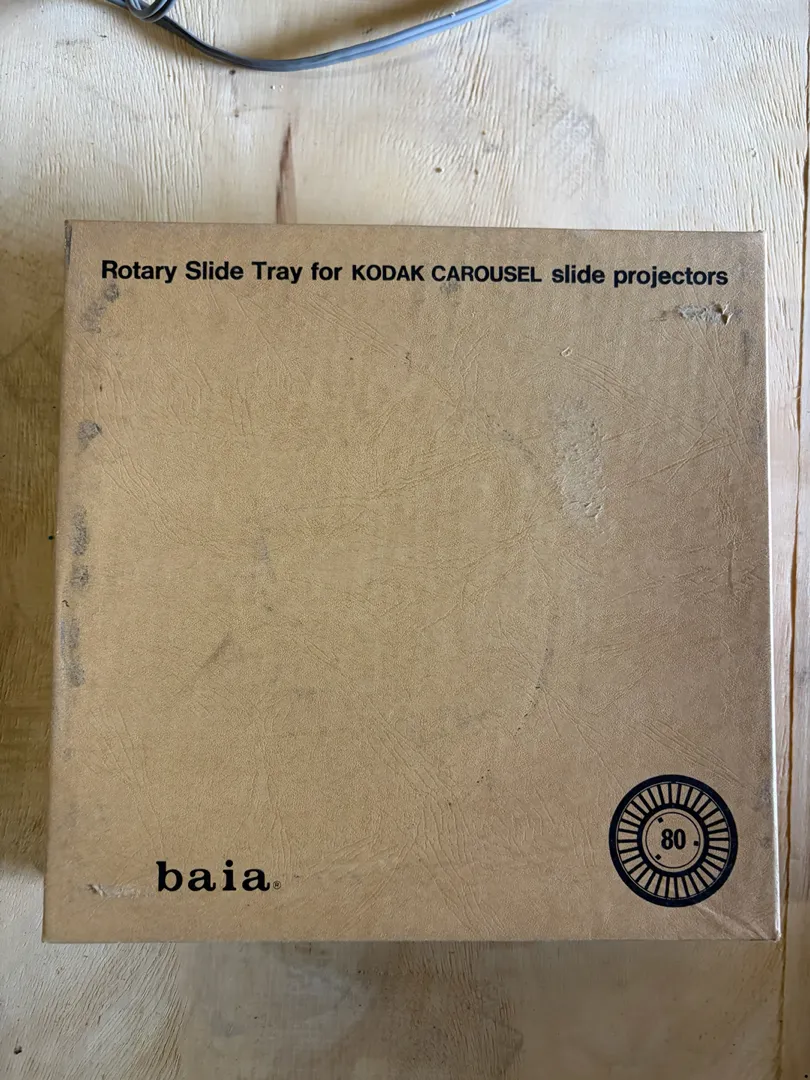 Rotary Slide Tray for KODAK CAROUSEL slide projectors
80
baia®